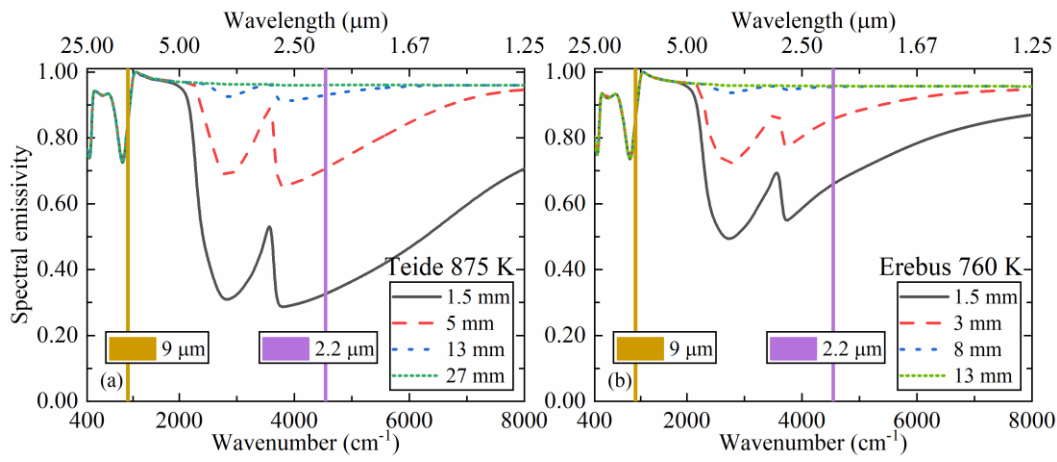 Wavelength (μm)
25.00 5.00 2.50 1.67 1.25
1.00
0.80
0.60
0.40
0.20
0.00
Spectral emissivity
Teide 875 K
1.5 mm
5 mm
13 mm
27 mm
9 μm
2.2 μm
(a)
400 2000 4000 6000 8000
Wavenumber (cm⁻¹)
Wavelength (μm)
25.00 5.00 2.50 1.67 1.25
1.00
0.80
0.60
0.40
0.20
0.00
Erebus 760 K
1.5 mm
3 mm
8 mm
13 mm
9 μm
2.2 μm
(b)
400 2000 4000 6000 8000
Wavenumber (cm⁻¹)